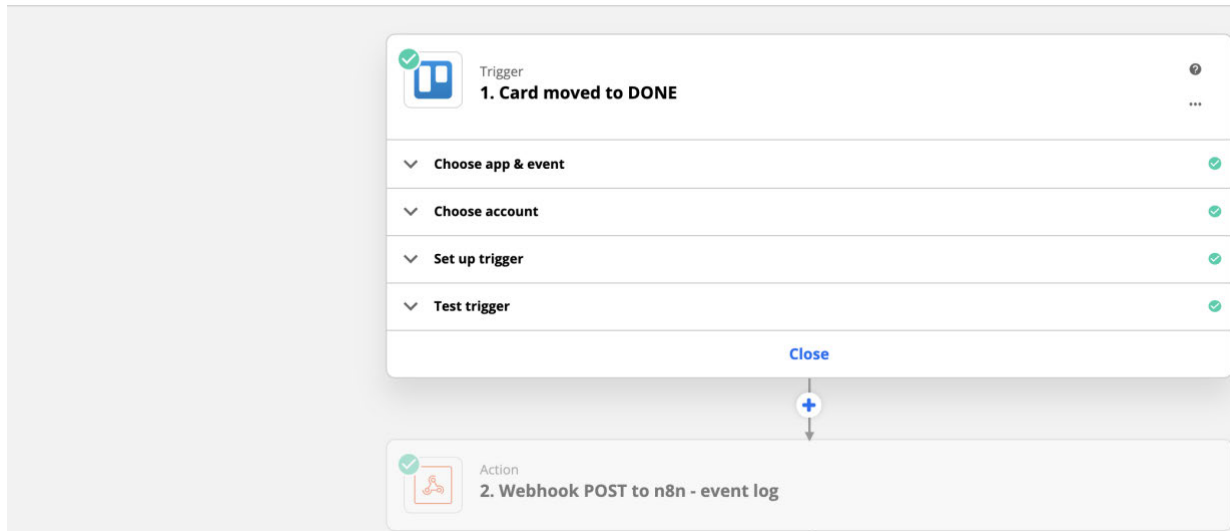 Trigger
1. Card moved to DONE
Choose app & event
Choose account
Set up trigger
Test trigger
Close
Action
2. Webhook POST to n8n - event log